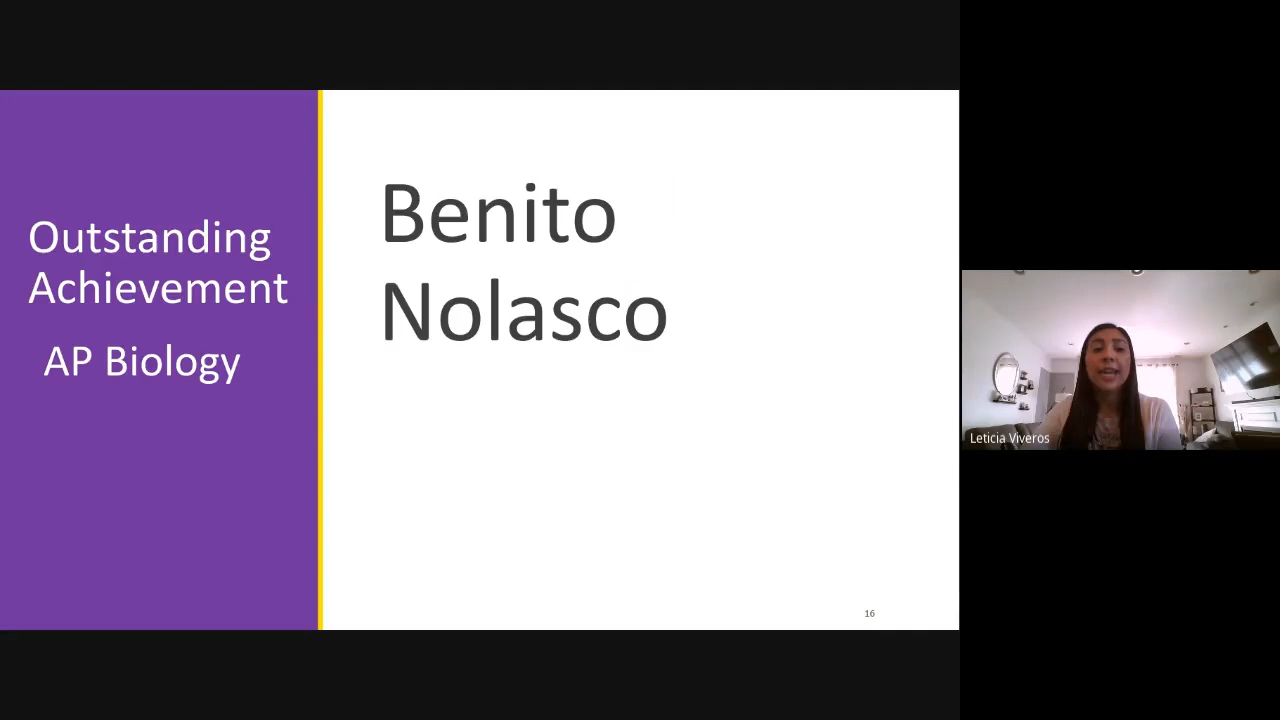 Outstanding
Achievement
AP Biology
Benito
Nolasco
16
Leticia Viveros